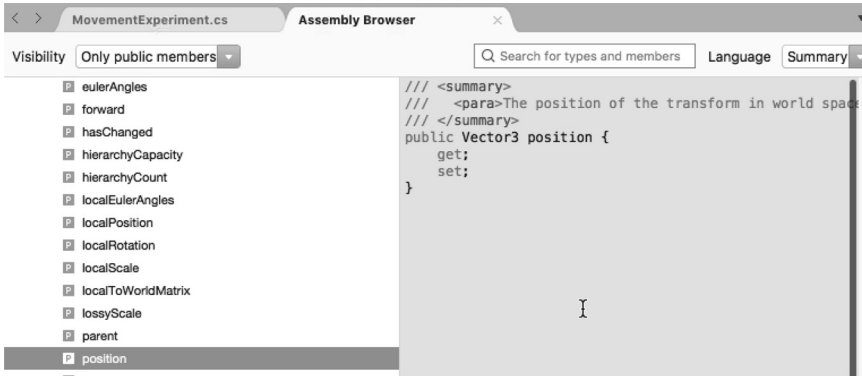 < > MovementExperiment.cs Assembly Browser ×
Visibility Only public members Search for types and members Language Summary
P eulerAngles
P forward
P hasChanged
P hierarchyCapacity
P hierarchyCount
P localEulerAngles
P localPosition
P localRotation
P localScale
P localToWorldMatrix
P lossyScale
P parent
P position
/// <summary>
///   <para>The position of the transform in world space
/// </summary>
public Vector3 position {
    get;
    set;
}